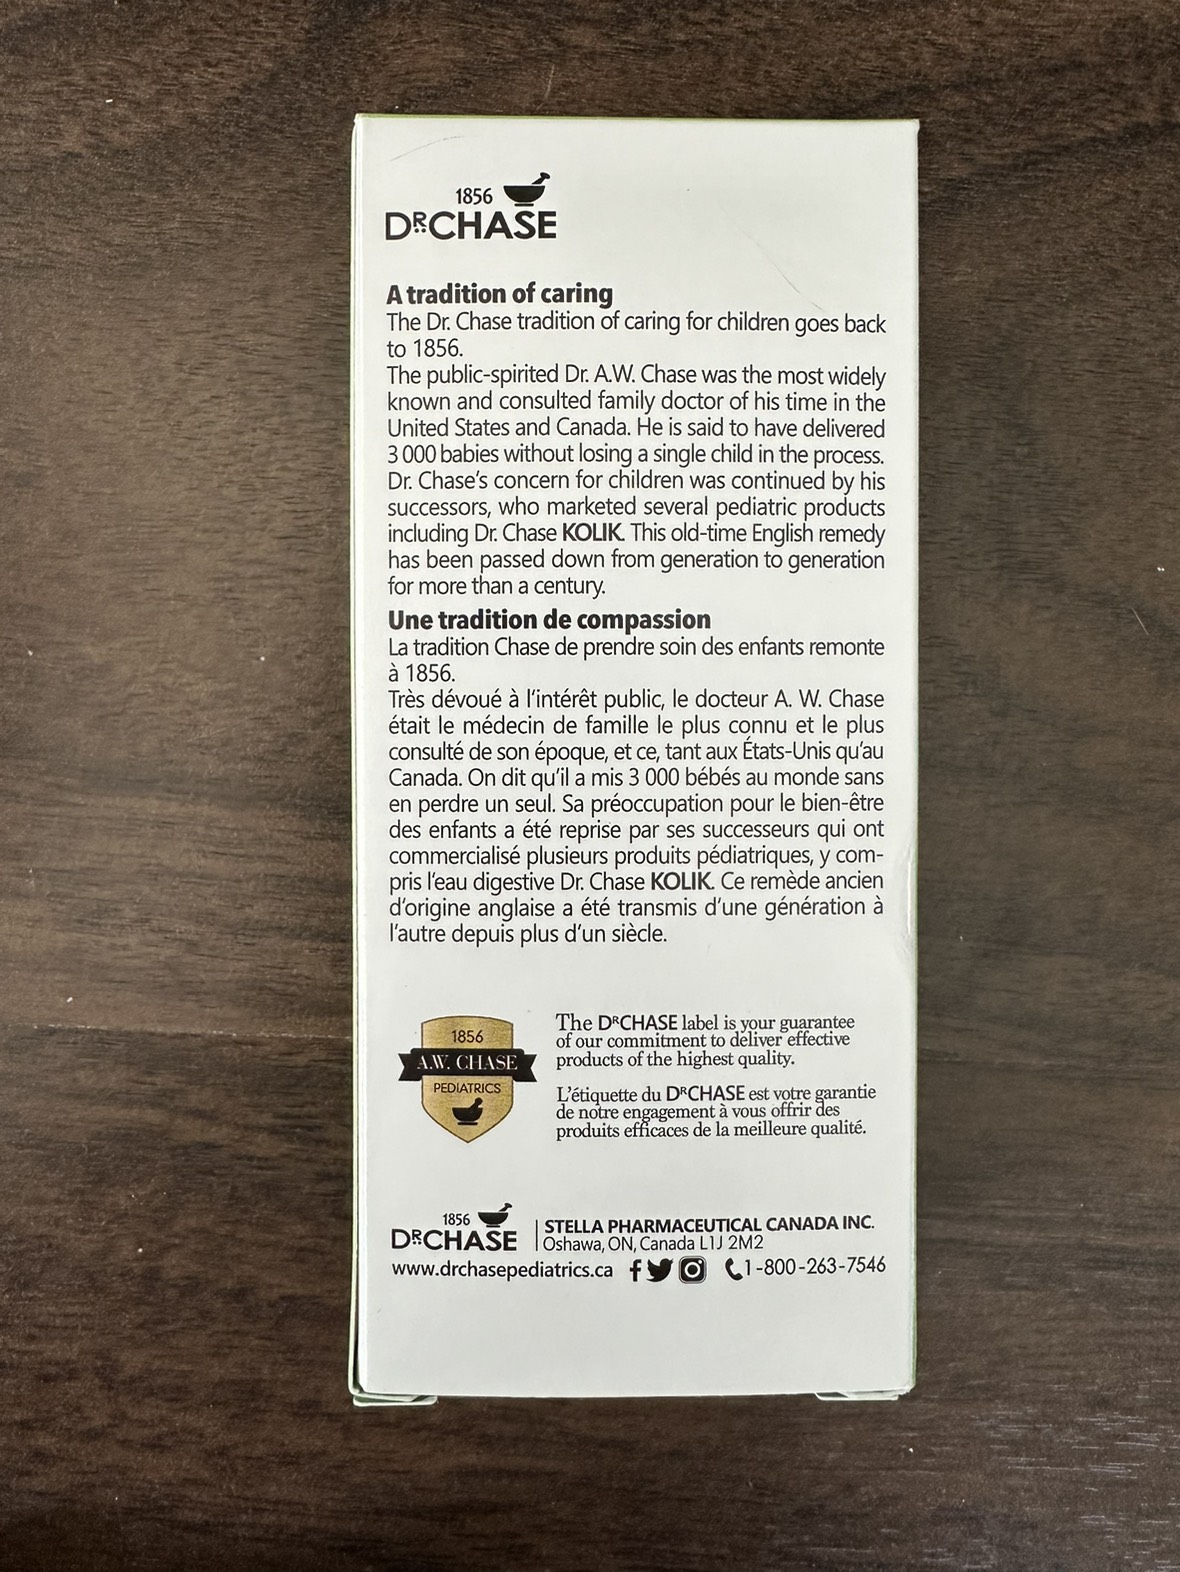 1856
DRCHASE
A tradition of caring
The Dr. Chase tradition of caring for children goes back
to 1856.
The public-spirited Dr. A.W. Chase was the most widely
known and consulted family doctor of his time in the
United States and Canada. He is said to have delivered
3 000 babies without losing a single child in the process.
Dr. Chase's concern for children was continued by his
successors, who marketed several pediatric products
including Dr. Chase KOLIK. This old-time English remedy
has been passed down from generation to generation
for more than a century.
Une tradition de compassion
La tradition Chase de prendre soin des enfants remonte
à 1856.
Très dévoué à l'intérêt public, le docteur A. W. Chase
était le médecin de famille le plus connu et le plus
consulté de son époque, et ce, tant aux États-Unis qu'au
Canada. On dit qu'il a mis 3 000 bébés au monde sans
en perdre un seul. Sa préoccupation pour le bien-être
des enfants a été reprise par ses successeurs qui ont
commercialisé plusieurs produits pédiatriques, y com-
pris l'eau digestive Dr. Chase KOLIK. Ce remède ancien
d'origine anglaise a été transmis d'une génération à
l'autre depuis plus d'un siècle.
1856
A.W. CHASE
PEDIATRICS
The DRCHASE label is your guarantee
of our commitment to deliver effective
products of the highest quality.
L'étiquette du DRCHASE est votre garantie
de notre engagement à vous offrir des
produits efficaces de la meilleure qualité.
1856
DRCHASE
STELLA PHARMACEUTICAL CANADA INC.
Oshawa, ON, Canada L1J 2M2
www.drchasepediatrics.ca 1-800-263-7546